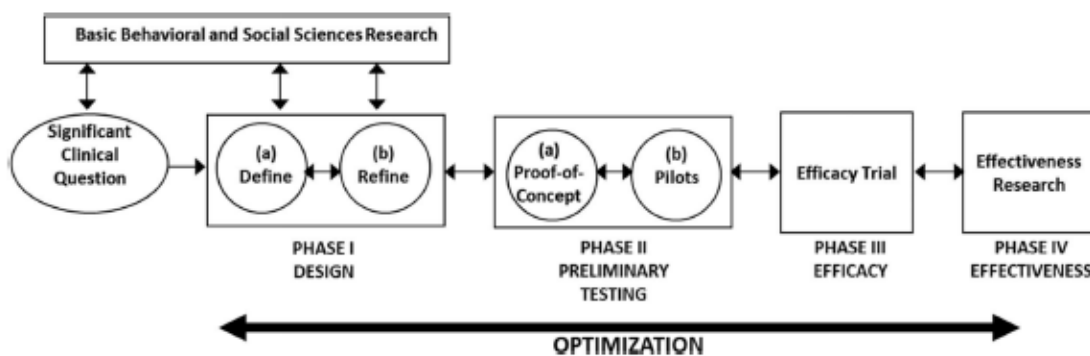 Basic Behavioral and Social Sciences Research
Significant
Clinical
Question
(a)
Define
(b)
Refine
(a)
Proof-of-
Concept
(b)
Pilots
Efficacy Trial
Effectiveness
Research
PHASE I
DESIGN
PHASE II
PRELIMINARY
TESTING
PHASE III
EFFICACY
PHASE IV
EFFECTIVENESS
OPTIMIZATION